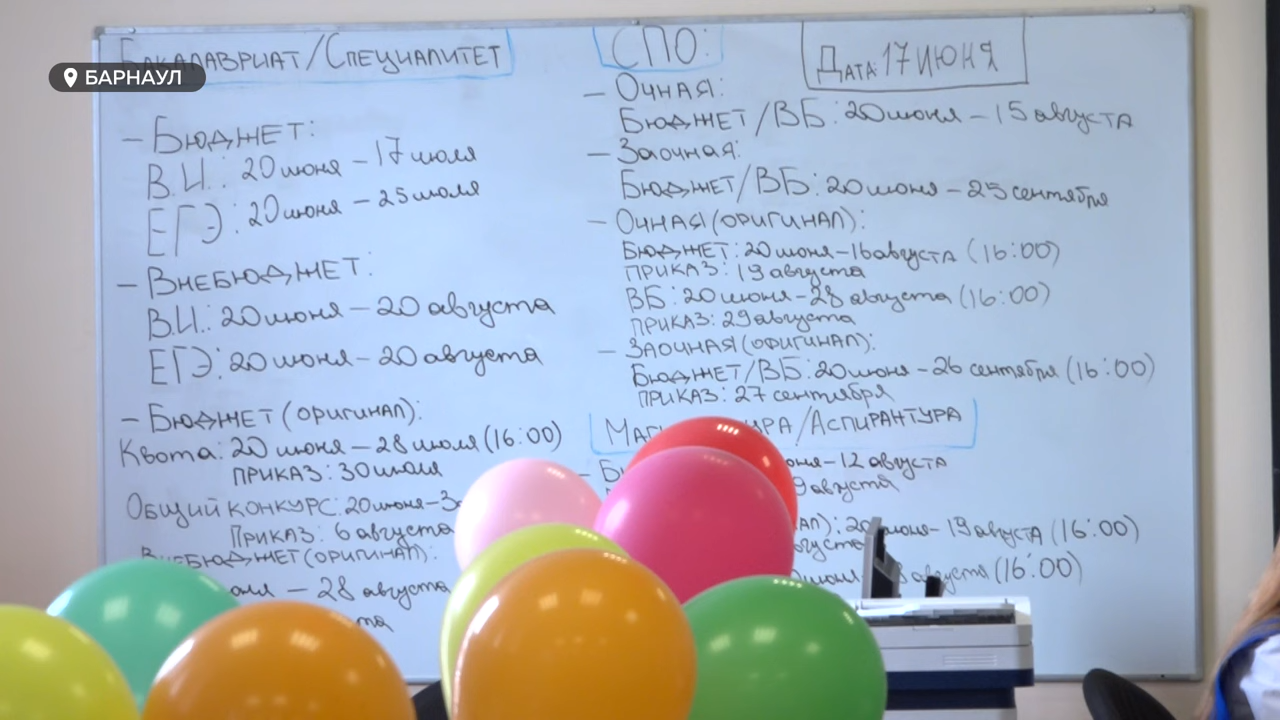 БАРНАУЛ
БАКАЛАВРИАТ/СПЕЦИАЛИТЕТ
- БЮДЖЕТ:
В.И.: 20 июня - 17 июля
ЕГЭ: 20 июня - 25 июля
- ВНЕБЮДЖЕТ:
В.И.: 20 июня - 20 августа
ЕГЭ: 20 июня - 20 августа
- БЮДЖЕТ (ОРИГИНАЛ):
Квота: 20 июня - 28 июля (16:00)
ПРИКАЗ: 30 июля
Общий конкурс: 20 июня - 3
Приказ: 6 августа
ВНЕБЮДЖЕТ (ОРИГИНАЛ):
- 28 августа
СПО:
ДАТА: 17 ИЮНЯ
- Очная:
БЮДЖЕТ/ВБ: 20 июня - 15 августа
- Заочная:
БЮДЖЕТ/ВБ: 20 июня - 25 сентября
- ОЧНАЯ (ОРИГИНАЛ):
БЮДЖЕТ: 20 июня - 16 августа (16:00)
ПРИКАЗ: 19 августа
ВБ: 20 июня - 28 августа (16:00)
ПРИКАЗ: 29 августа
- ЗАОЧНАЯ (ОРИГИНАЛ):
БЮДЖЕТ/ВБ: 20 июня - 26 сентября (16:00)
ПРИКАЗ: 27 сентября
/АСПИРАНТУРА
- 12 августа
9 августа
июня - 19 августа (16:00)
августа (16:00)